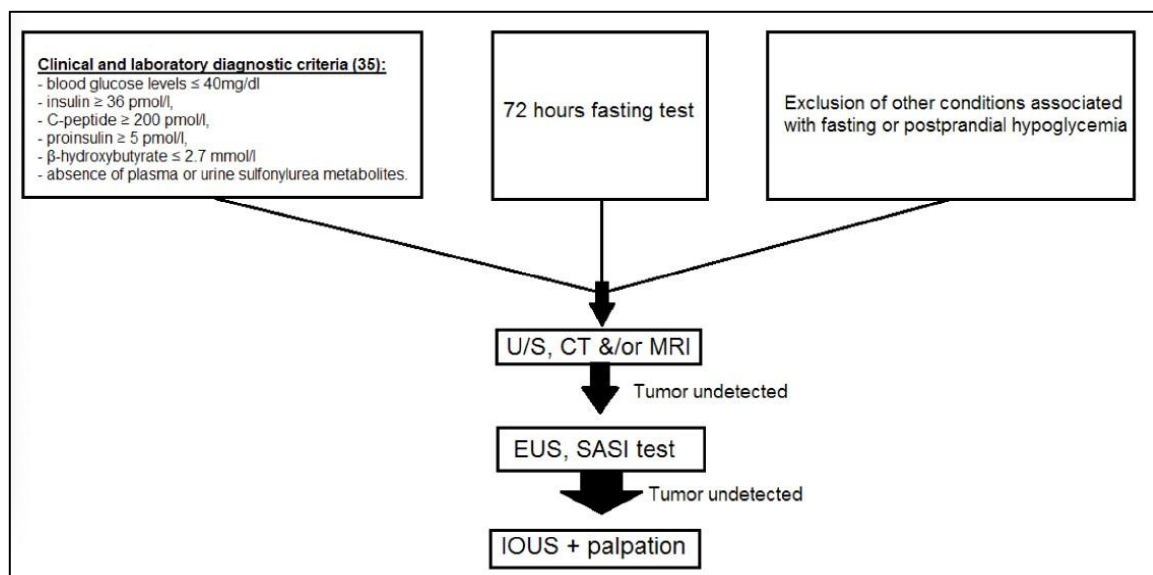 Clinical and laboratory diagnostic criteria (35):
- blood glucose levels ≤ 40mg/dl
- insulin ≥ 36 pmol/l,
- C-peptide ≥ 200 pmol/l,
- proinsulin ≥ 5 pmol/l,
- β-hydroxybutyrate ≤ 2.7 mmol/l
- absence of plasma or urine sulfonylurea metabolites.
72 hours fasting test
Exclusion of other conditions associated
with fasting or postprandial hypoglycemia
U/S, CT &/or MRI
Tumor undetected
EUS, SASI test
Tumor undetected
IOUS + palpation